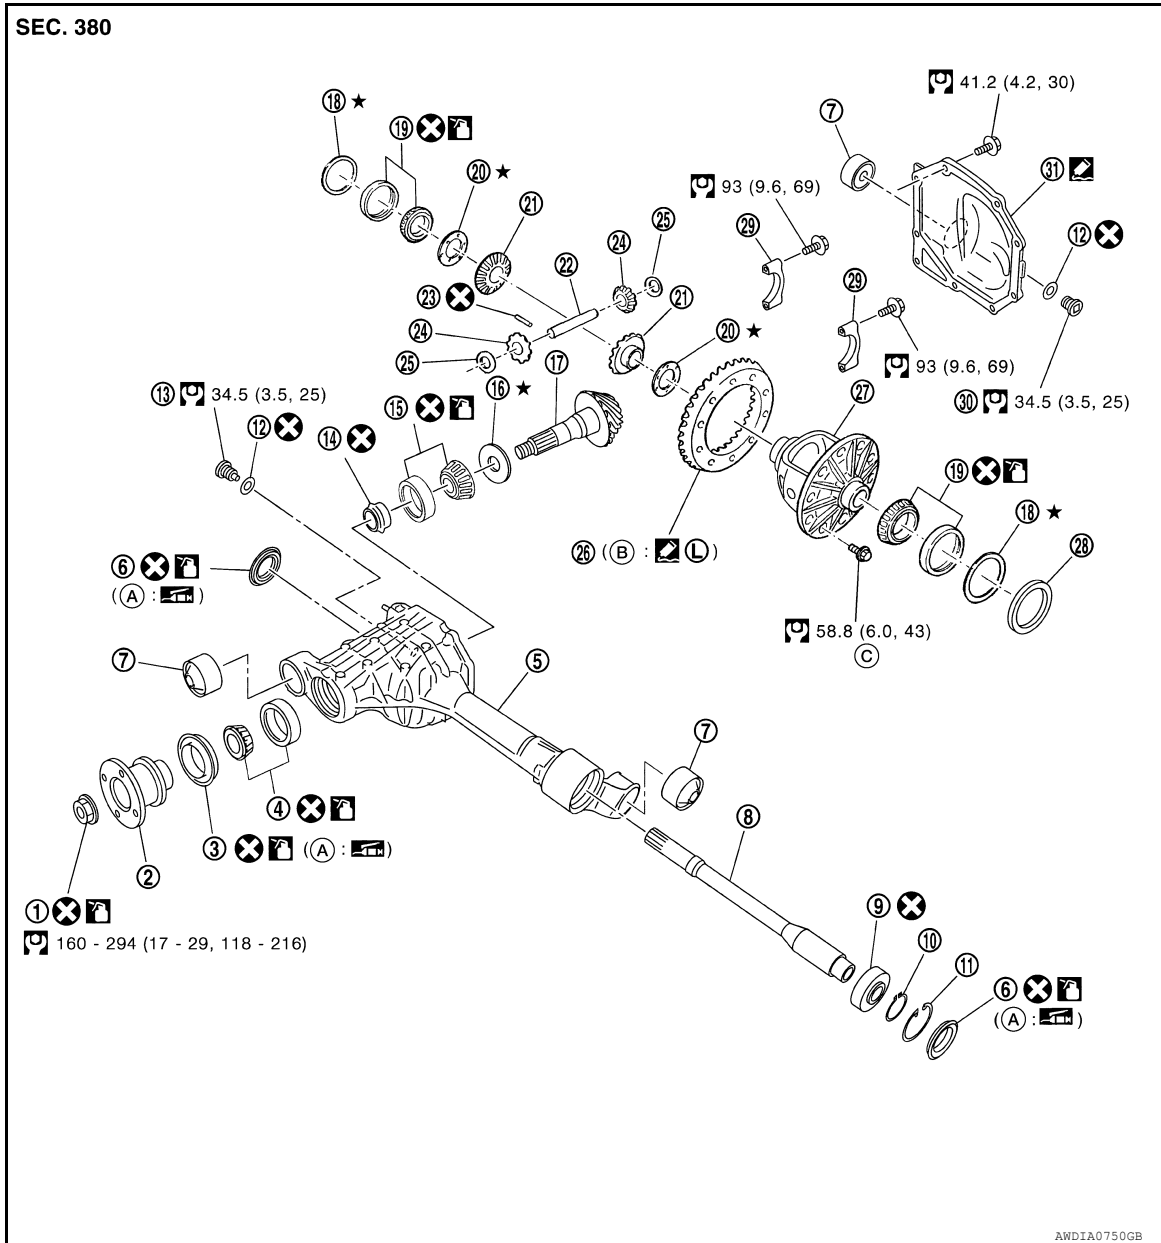 SEC. 380
41.2 (4.2, 30)
18 ★
7
19
31
20 ★
93 (9.6, 69)
21
29
25
12
24
22
23
29
21
24
20 ★
25
17
93 (9.6, 69)
13 34.5 (3.5, 25)
16 ★
27
30 34.5 (3.5, 25)
15
12
14
19
18 ★
26 (B : L)
28
6
(A : )
58.8 (6.0, 43)
C
7
5
7
4
8
3 (A : )
2
1
9
160 - 294 (17 - 29, 118 - 216)
10
11
6
(A : )
AWDIA0750GB